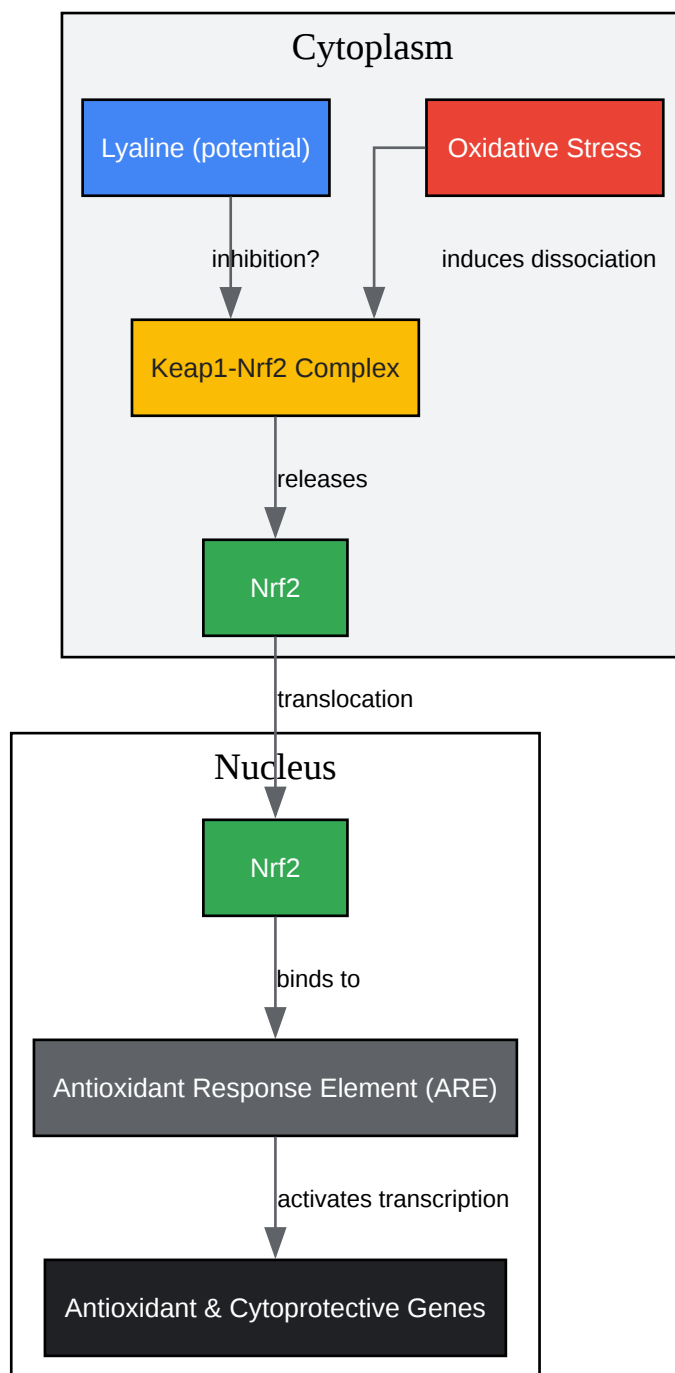 Cytoplasm
Lyaline (potential)
Oxidative Stress
inhibition?
induces dissociation
Keap1-Nrf2 Complex
releases
Nrf2
translocation
Nucleus
Nrf2
binds to
Antioxidant Response Element (ARE)
activates transcription
Antioxidant & Cytoprotective Genes